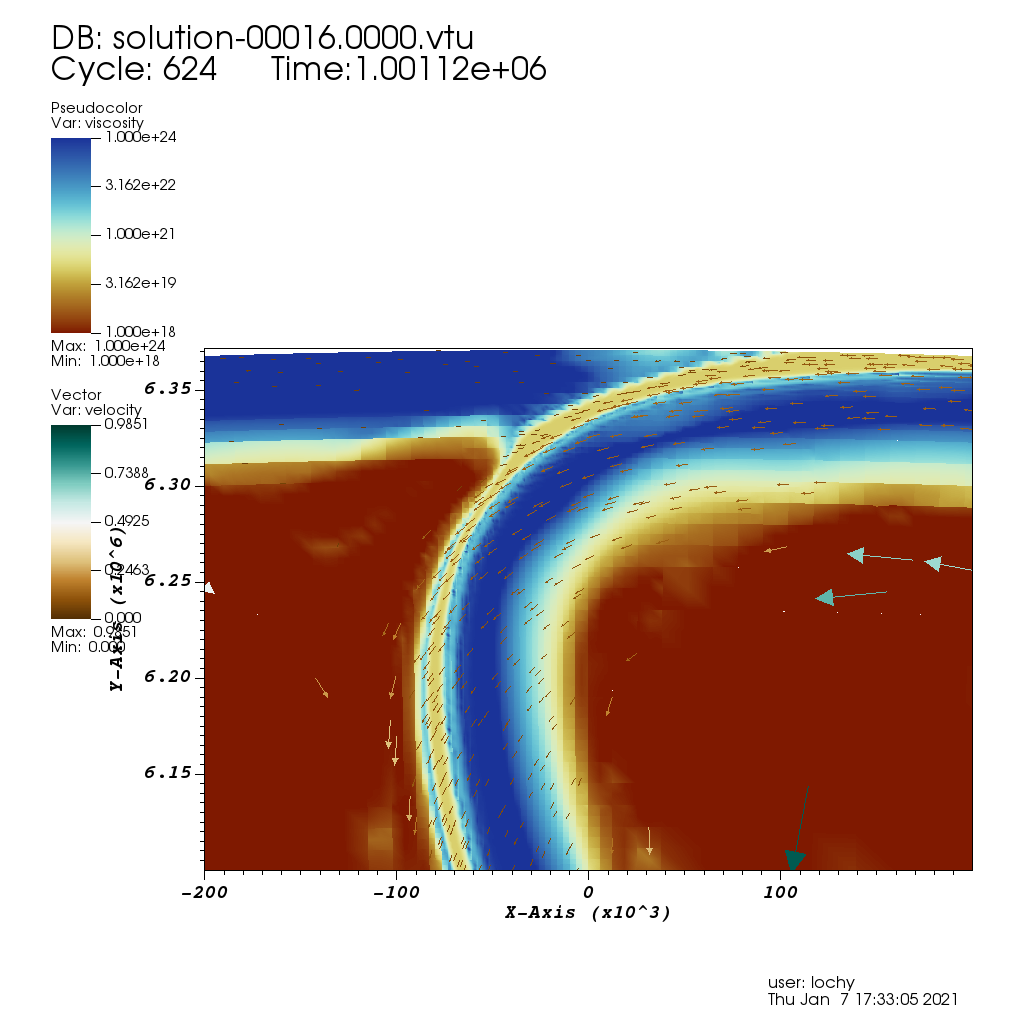 DB: solution-00016.0000.vtu
Cycle: 624 Time:1.00112e+06
Pseudocolor
Var: viscosity
1.000e+24
3.162e+22
1.000e+21
3.162e+19
1.000e+18
Max: 1.000e+24
Min: 1.000e+18
Vector
Var: velocity
0.9851
0.7388
0.4925
0.2463
0.000
Max: 0.9851
Min: 0.000
Y-Axis (x10^6)
6.35
6.30
6.25
6.20
6.15
-200 -100 0 100
X-Axis (x10^3)
user: lochy
Thu Jan 7 17:33:05 2021